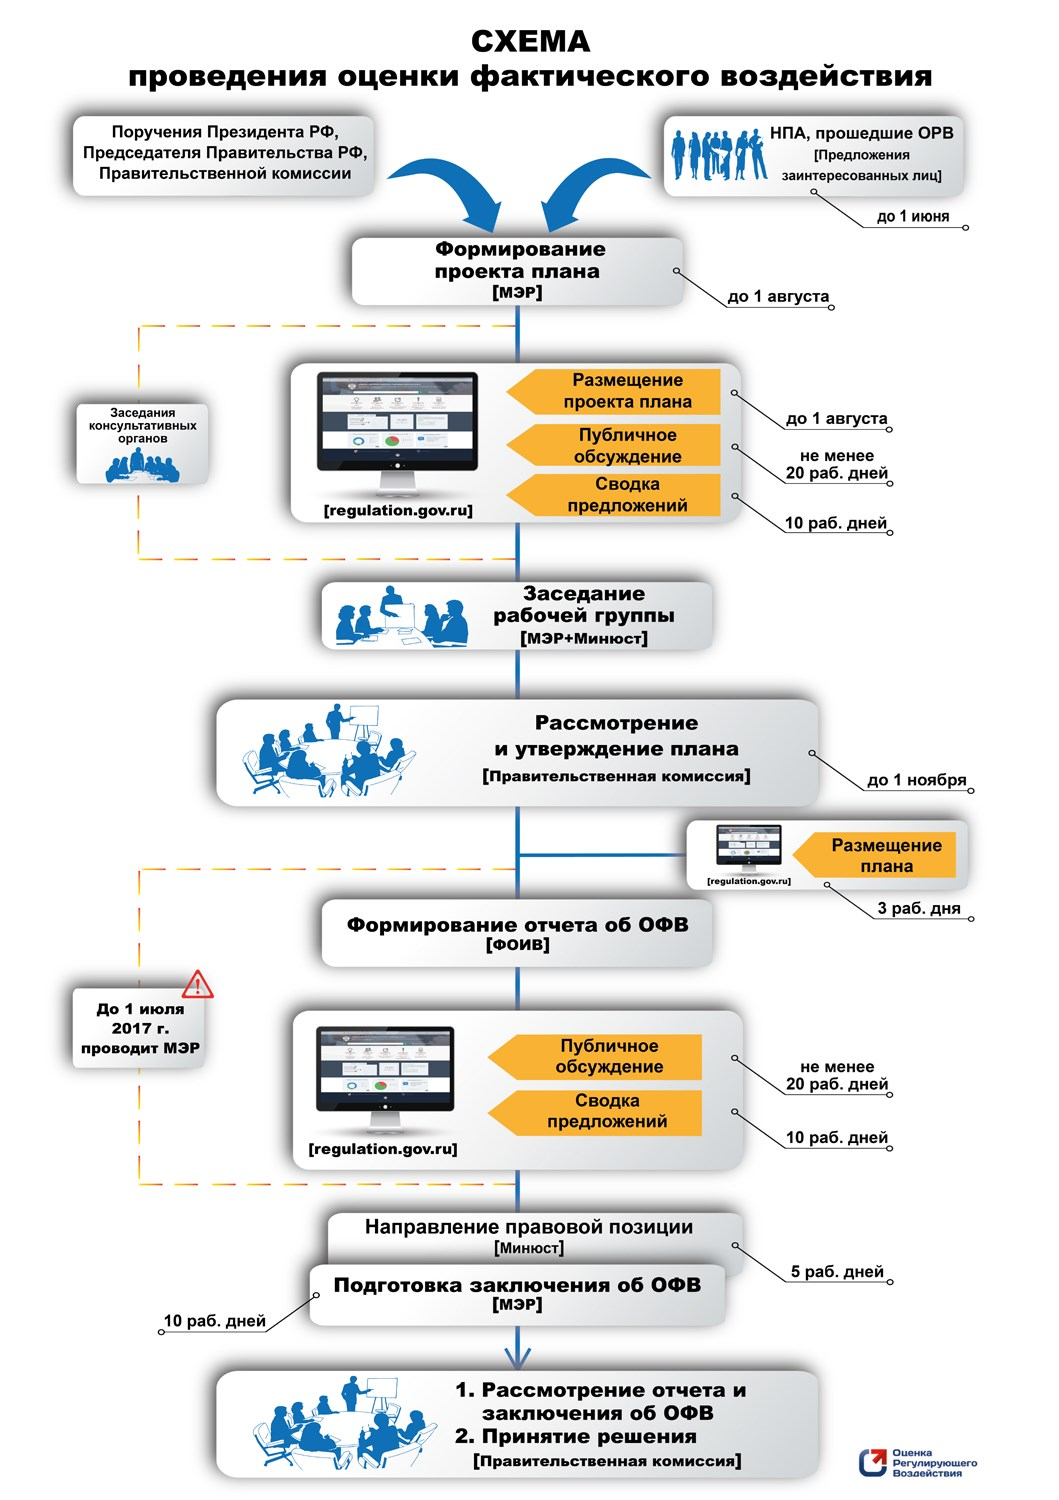 СХЕМА
проведения оценки фактического воздействия
Поручения Президента РФ,
Председателя Правительства РФ,
Правительственной комиссии
НПА, прошедшие ОРВ
[Предложения
заинтересованных лиц]
до 1 июня
Формирование
проекта плана
[МЭР]
до 1 августа
Заседания
консультативных
органов
[regulation.gov.ru]
Размещение
проекта плана
до 1 августа
Публичное
обсуждение
не менее
20 раб. дней
Сводка
предложений
10 раб. дней
Заседание
рабочей группы
[МЭР+Минюст]
Рассмотрение
и утверждение плана
[Правительственная комиссия]
до 1 ноября
[regulation.gov.ru]
Размещение
плана
3 раб. дня
Формирование отчета об ОФВ
[ФОИВ]
!
До 1 июля
2017 г.
проводит МЭР
[regulation.gov.ru]
Публичное
обсуждение
не менее
20 раб. дней
Сводка
предложений
10 раб. дней
Направление правовой позиции
[Минюст]
5 раб. дней
Подготовка заключения об ОФВ
[МЭР]
10 раб. дней
1. Рассмотрение отчета и
заключения об ОФВ
2. Принятие решения
[Правительственная комиссия]
Оценка
Регулирующего
Воздействия